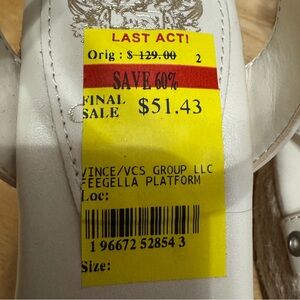 LAST ACT!
Orig : $ 129.00 2
SAVE 60%
FINAL
SALE $51.43
VINCE/VCS GROUP LLC
FEEGELLA PLATFORM
Loc:
1 96672 52854 3
Size: